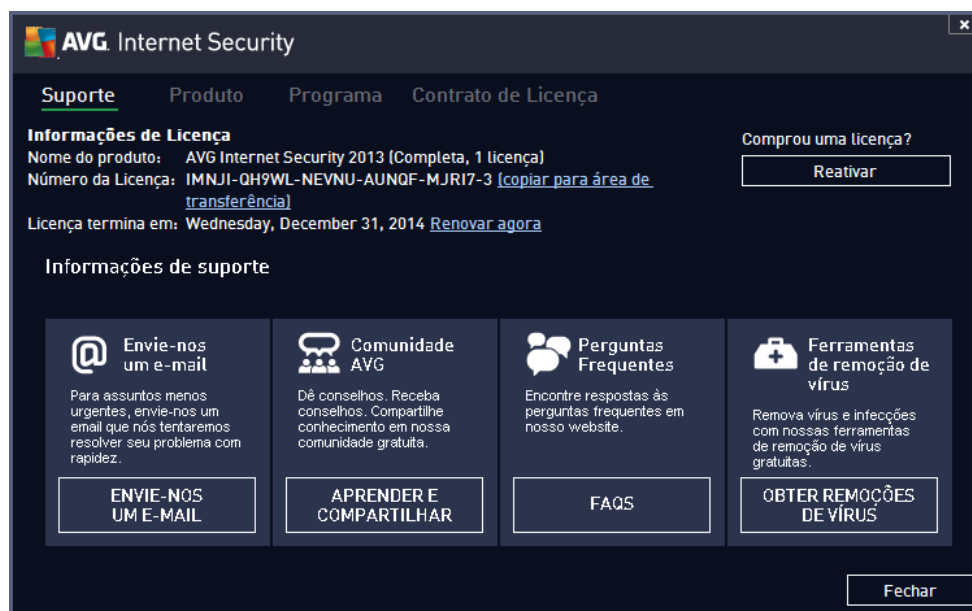 AVG. Internet Security
x
Suporte Produto Programa Contrato de Licença
Informações de Licença
Nome do produto: AVG Internet Security 2013 (Completa, 1 licença)
Número da Licença: IMNJI-QH9WL-NEVNU-AUNQF-MJRI7-3 (copiar para área de
transferência)
Licença termina em: Wednesday, December 31, 2014 Renovar agora
Comprou uma licença?
Reativar
Informações de suporte
Envie-nos
um e-mail
Para assuntos menos
urgentes, envie-nos um
email que nós tentaremos
resolver seu problema com
rapidez.
ENVIE-NOS
UM E-MAIL
Comunidade
AVG
Dê conselhos. Receba
conselhos. Compartilhe
conhecimento em nossa
comunidade gratuita.
APRENDER E
COMPARTILHAR
Perguntas
Frequentes
Encontre respostas às
perguntas frequentes em
nosso website.
FAQS
Ferramentas
de remoção de
vírus
Remova vírus e infecções
com nossas ferramentas
de remoção de vírus
gratuitas.
OBTER REMOÇÕES
DE VÍRUS
Fechar